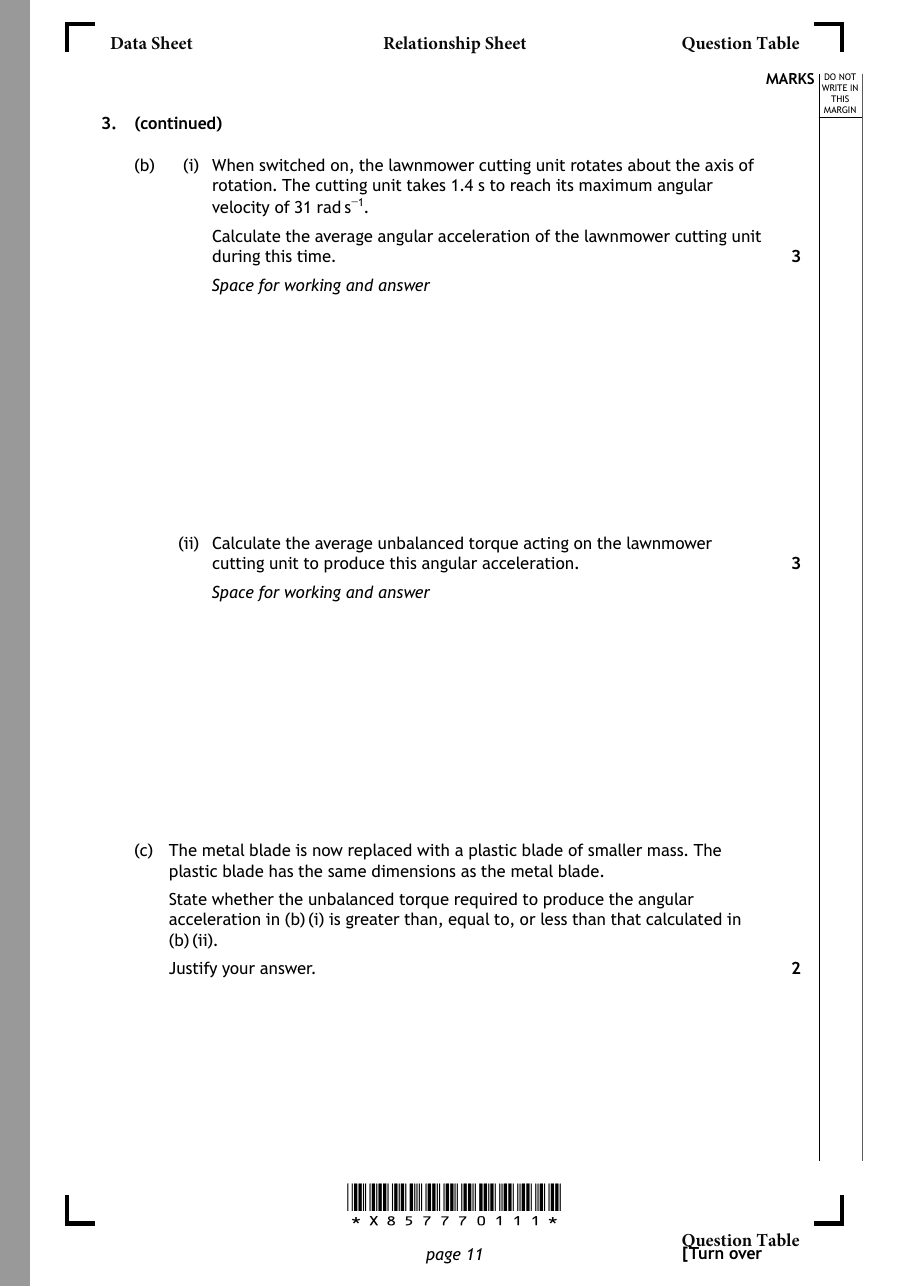 Data Sheet Relationship Sheet Question Table
MARKS DO NOT
WRITE IN
THIS
MARGIN
3. (continued)
(b) (i) When switched on, the lawnmower cutting unit rotates about the axis of
rotation. The cutting unit takes 1.4 s to reach its maximum angular
velocity of 31 rad s⁻¹.
Calculate the average angular acceleration of the lawnmower cutting unit
during this time. 3
Space for working and answer
(ii) Calculate the average unbalanced torque acting on the lawnmower
cutting unit to produce this angular acceleration. 3
Space for working and answer
(c) The metal blade is now replaced with a plastic blade of smaller mass. The
plastic blade has the same dimensions as the metal blade.
State whether the unbalanced torque required to produce the angular
acceleration in (b) (i) is greater than, equal to, or less than that calculated in
(b) (ii).
Justify your answer. 2
* X 8 5 7 7 7 0 1 1 1 *
Question Table
page 11 [Turn over